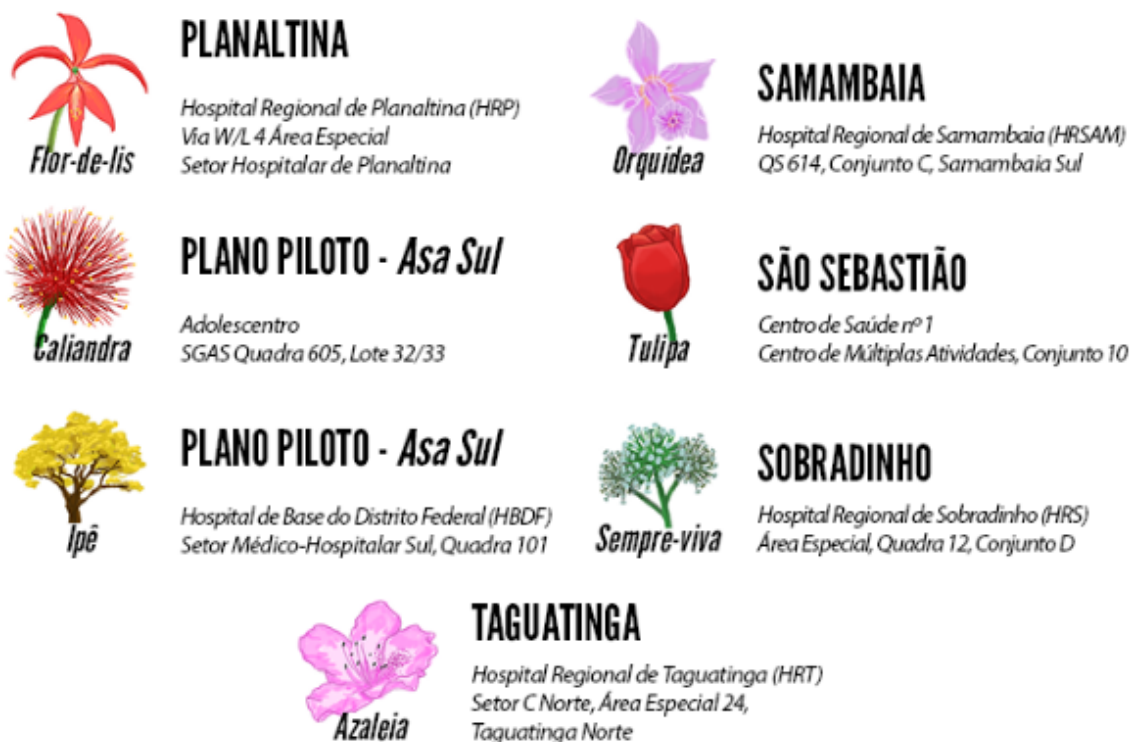 PLANALTINA
Hospital Regional de Planaltina (HRP)
Via W/L 4 Área Especial
Setor Hospitalar de Planaltina
Flor-de-lis
SAMAMBAIA
Hospital Regional de Samambaia (HRSAM)
QS 614, Conjunto C, Samambaia Sul
Orquídea
PLANO PILOTO - Asa Sul
Adolescentro
SGAS Quadra 605, Lote 32/33
Caliandra
SÃO SEBASTIÃO
Centro de Saúde nº 1
Centro de Múltiplas Atividades, Conjunto 10
Tulipa
PLANO PILOTO - Asa Sul
Hospital de Base do Distrito Federal (HBDF)
Setor Médico-Hospitalar Sul, Quadra 101
Ipê
SOBRADINHO
Hospital Regional de Sobradinho (HRS)
Área Especial, Quadra 12, Conjunto D
Sempre-viva
TAGUATINGA
Hospital Regional de Taguatinga (HRT)
Setor C Norte, Área Especial 24,
Taguatinga Norte
Azaleia